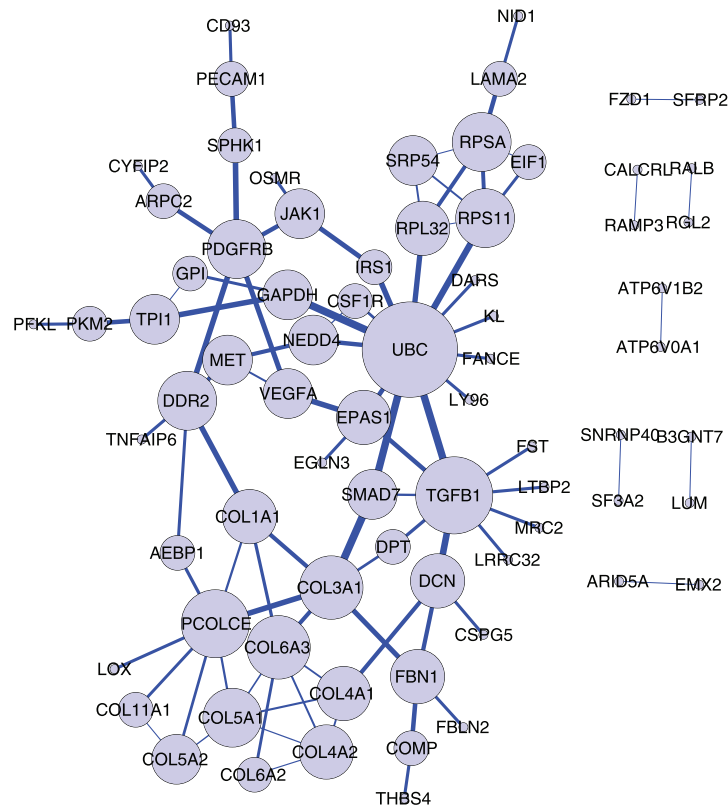 NID1
CD93
PECAM1
LAMA2
FZD1
SFRP2
SPHK1
RPSA
CYFIP2
SRP54
EIF1
CALCRL
RALB
OSMR
ARPC2
JAK1
RPL32
RPS11
RAMP3
RGL2
PDGFRB
IRS1
GPI
DARS
GAPDH
CSF1R
ATP6V1B2
PFKL
PKM2
TPI1
KL
NEDD4
UBC
ATP6V0A1
MET
FANCE
VEGFA
DDR2
LY96
EPAS1
TNFAIP6
SNRNP40
B3GNT7
FST
EGLN3
SMAD7
TGFB1
LTBP2
SF3A2
LUM
COL1A1
MRC2
AEBP1
DPT
LRRC32
COL3A1
DCN
ARID5A
EMX2
PCOLCE
CSPG5
COL6A3
LOX
FBN1
COL4A1
COL11A1
COL5A1
FBLN2
COL5A2
COL4A2
COMP
COL6A2
THBS4